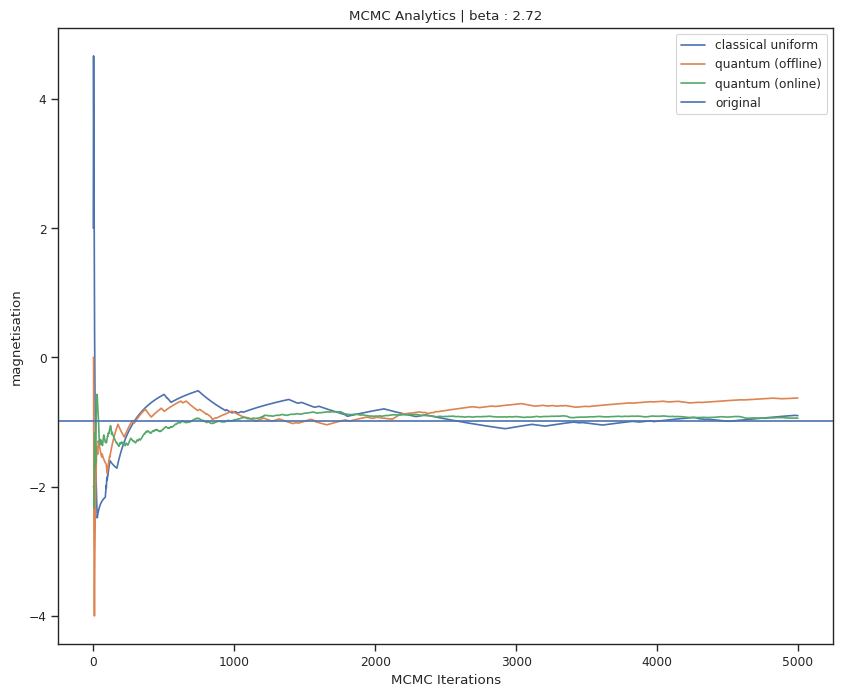 MCMC Analytics | beta : 2.72
classical uniform
quantum (offline)
quantum (online)
original
magnetisation
4
2
0
−2
−4
0 1000 2000 3000 4000 5000
MCMC Iterations